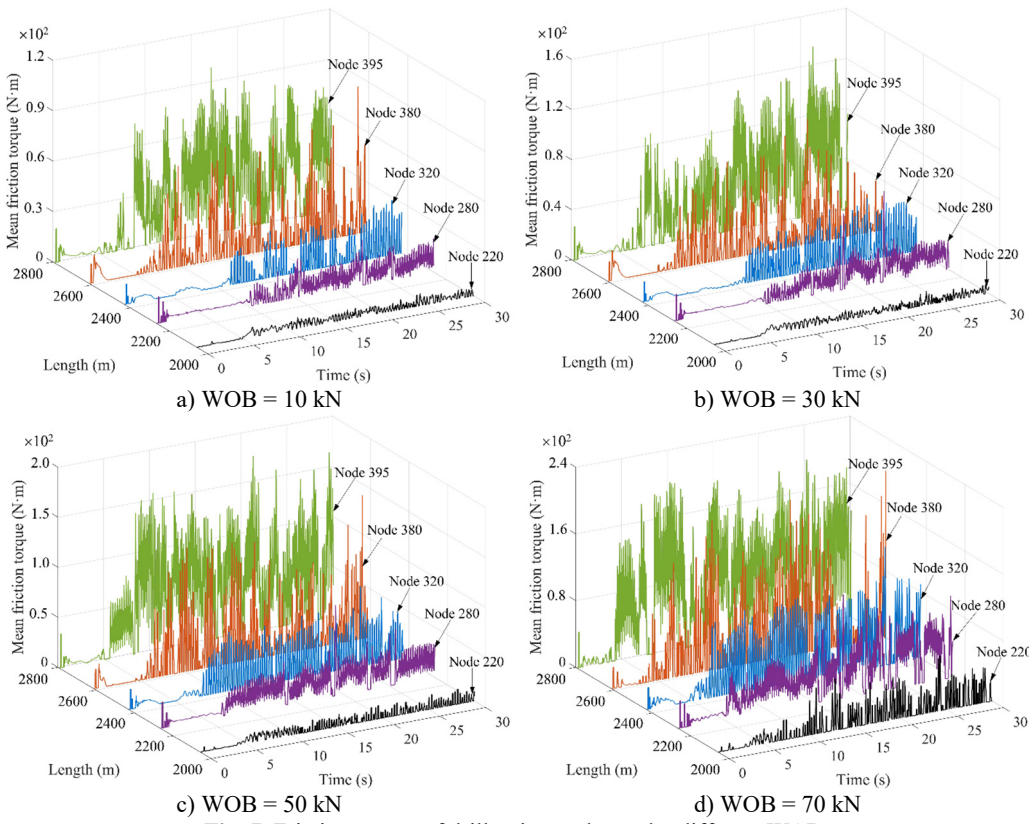 ×10²
1.2
0.9
0.6
0.3
0
Mean friction torque (N·m)
2800
2600
2400
2200
2000
Length (m)
0
5
10
15
20
25
30
Time (s)
Node 395
Node 380
Node 320
Node 280
Node 220
a) WOB = 10 kN
×10²
1.6
1.2
0.8
0.4
0
Mean friction torque (N·m)
2800
2600
2400
2200
2000
Length (m)
0
5
10
15
20
25
30
Time (s)
Node 395
Node 380
Node 320
Node 280
Node 220
b) WOB = 30 kN
×10²
2.0
1.5
1.0
0.5
0
Mean friction torque (N·m)
2800
2600
2400
2200
2000
Length (m)
0
5
10
15
20
25
30
Time (s)
Node 395
Node 380
Node 320
Node 280
Node 220
c) WOB = 50 kN
×10²
2.4
1.6
0.8
0
Mean friction torque (N·m)
2800
2600
2400
2200
2000
Length (m)
0
5
10
15
20
25
30
Time (s)
Node 395
Node 380
Node 320
Node 280
Node 220
d) WOB = 70 kN